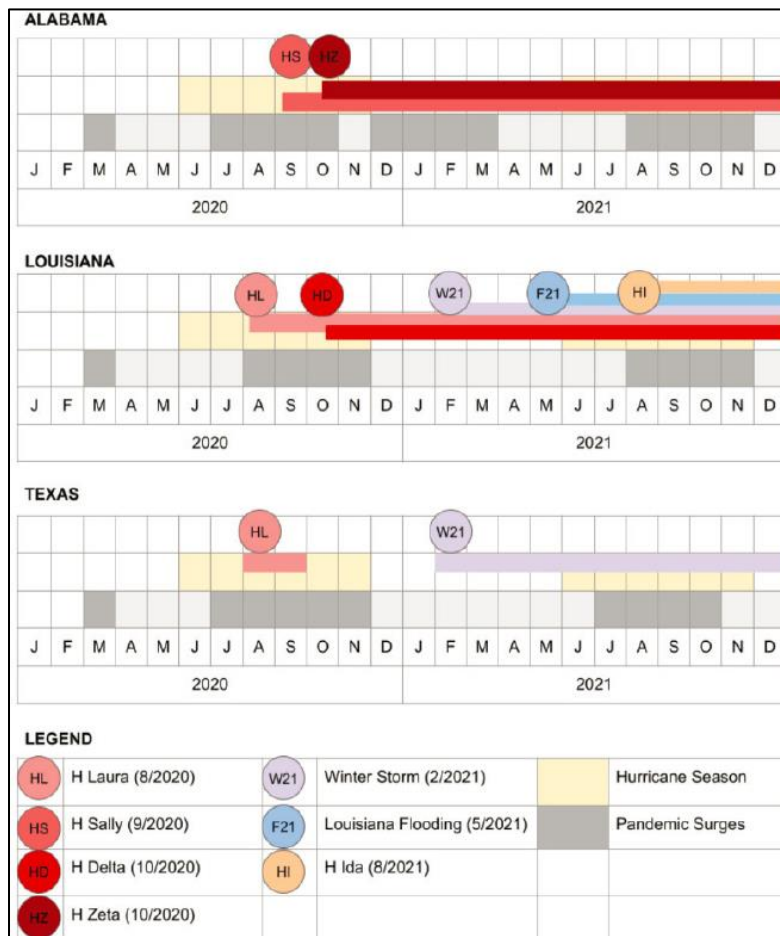 ALABAMA
HS HZ
J F M A M J J A S O N D J F M A M J J A S O N D
2020 2021
LOUISIANA
HL HD W21 F21 HI
J F M A M J J A S O N D J F M A M J J A S O N D
2020 2021
TEXAS
HL W21
J F M A M J J A S O N D J F M A M J J A S O N D
2020 2021
LEGEND
HL H Laura (8/2020) W21 Winter Storm (2/2021) Hurricane Season
HS H Sally (9/2020) F21 Louisiana Flooding (5/2021) Pandemic Surges
HD H Delta (10/2020) HI H Ida (8/2021)
HZ H Zeta (10/2020)